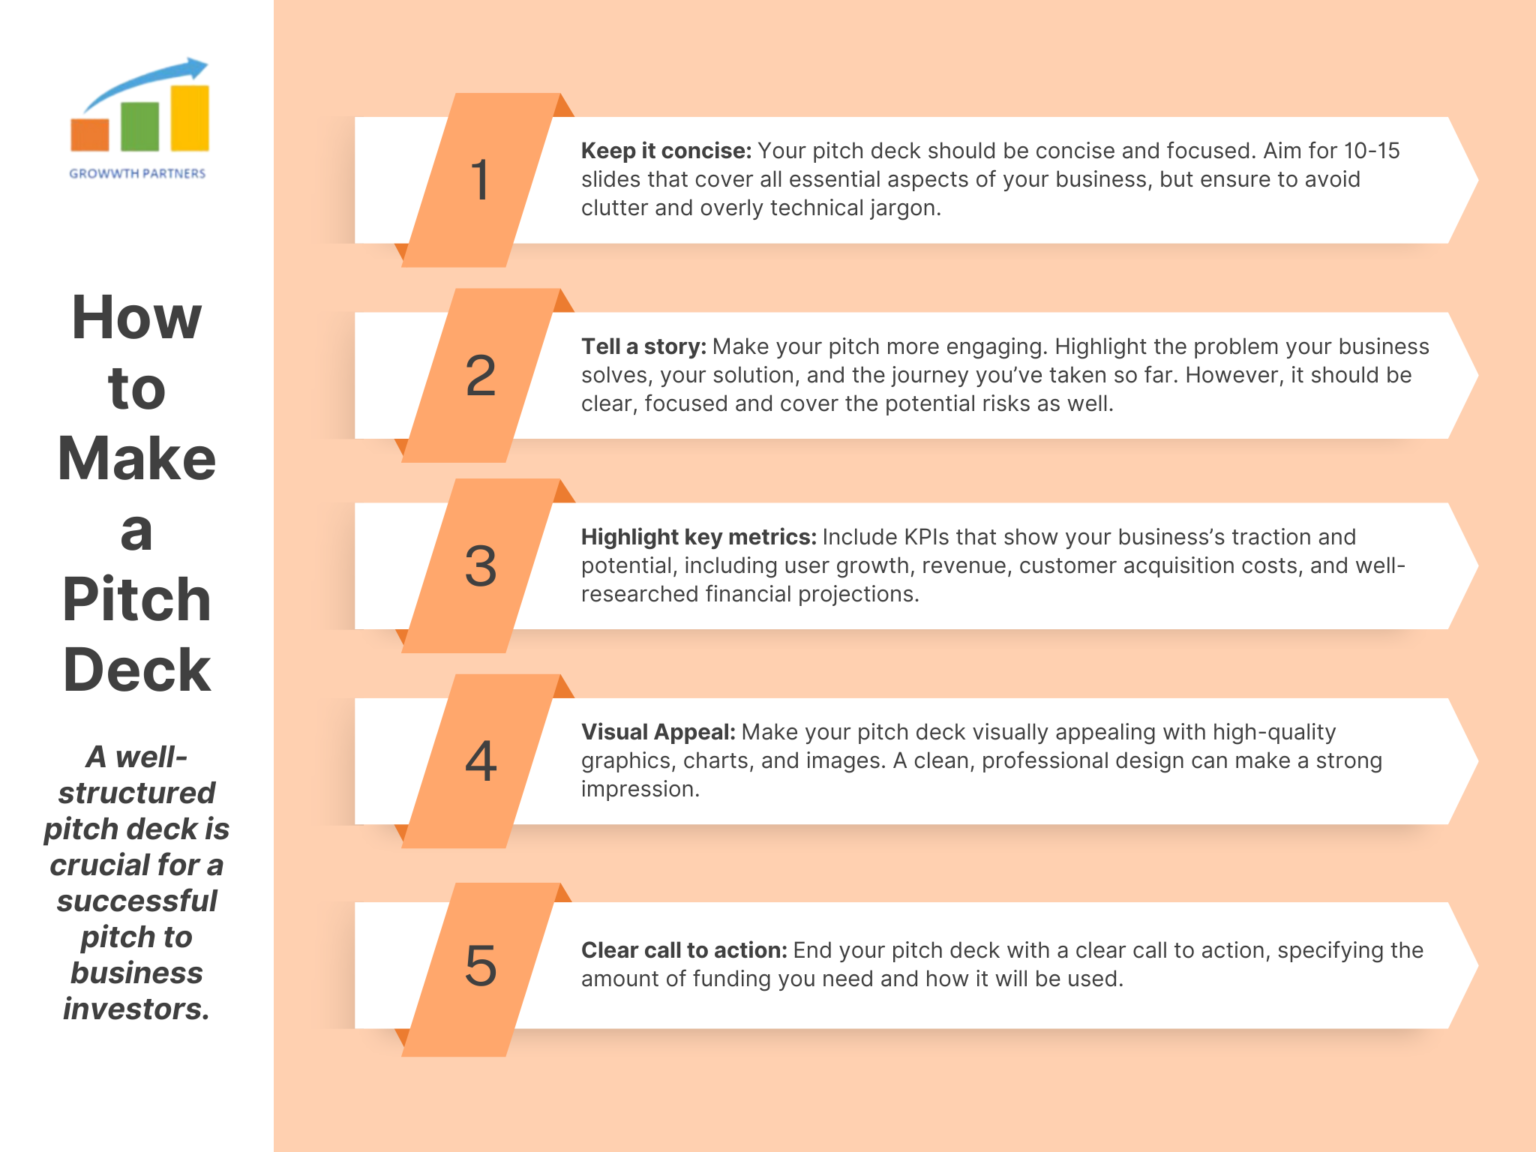 GROWWTH PARTNERS
How
to
Make
a
Pitch
Deck
A well-
structured
pitch deck is
crucial for a
successful
pitch to
business
investors.
1
Keep it concise: Your pitch deck should be concise and focused. Aim for 10-15
slides that cover all essential aspects of your business, but ensure to avoid
clutter and overly technical jargon.
2
Tell a story: Make your pitch more engaging. Highlight the problem your business
solves, your solution, and the journey you’ve taken so far. However, it should be
clear, focused and cover the potential risks as well.
3
Highlight key metrics: Include KPIs that show your business’s traction and
potential, including user growth, revenue, customer acquisition costs, and well-
researched financial projections.
4
Visual Appeal: Make your pitch deck visually appealing with high-quality
graphics, charts, and images. A clean, professional design can make a strong
impression.
5
Clear call to action: End your pitch deck with a clear call to action, specifying the
amount of funding you need and how it will be used.